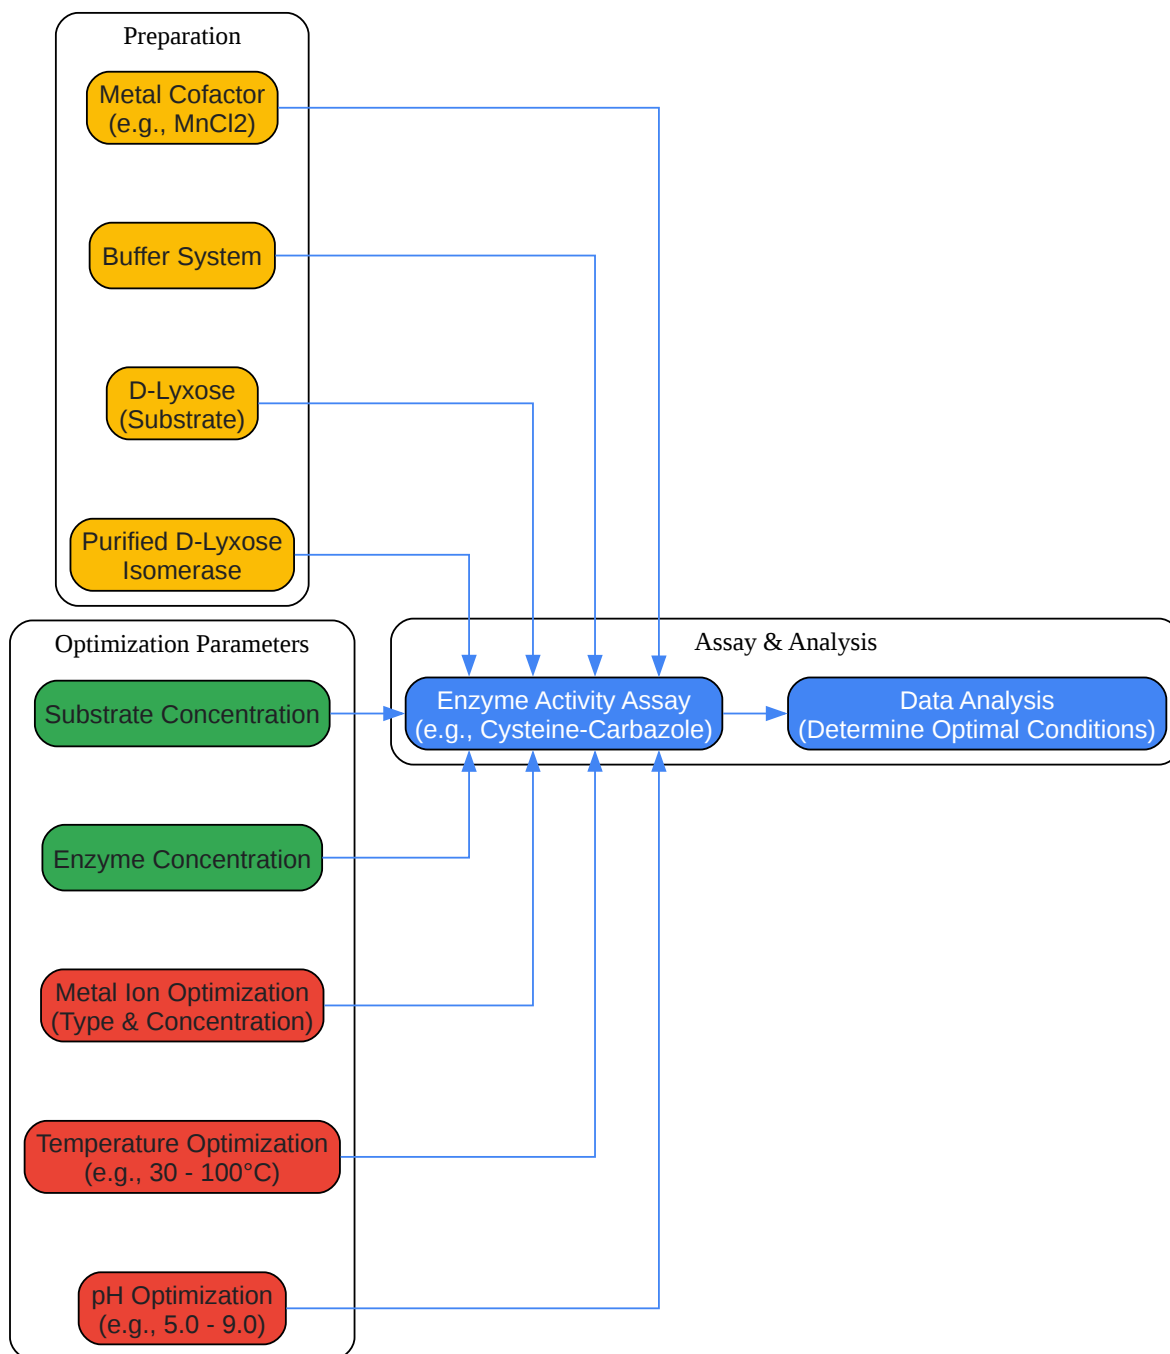 Preparation
Metal Cofactor
(e.g., MnCl2)
Buffer System
D-Lyxose
(Substrate)
Purified D-Lyxose
Isomerase
Optimization Parameters
Substrate Concentration
Enzyme Concentration
Metal Ion Optimization
(Type & Concentration)
Temperature Optimization
(e.g., 30 - 100°C)
pH Optimization
(e.g., 5.0 - 9.0)
Assay & Analysis
Enzyme Activity Assay
(e.g., Cysteine-Carbazole)
Data Analysis
(Determine Optimal Conditions)